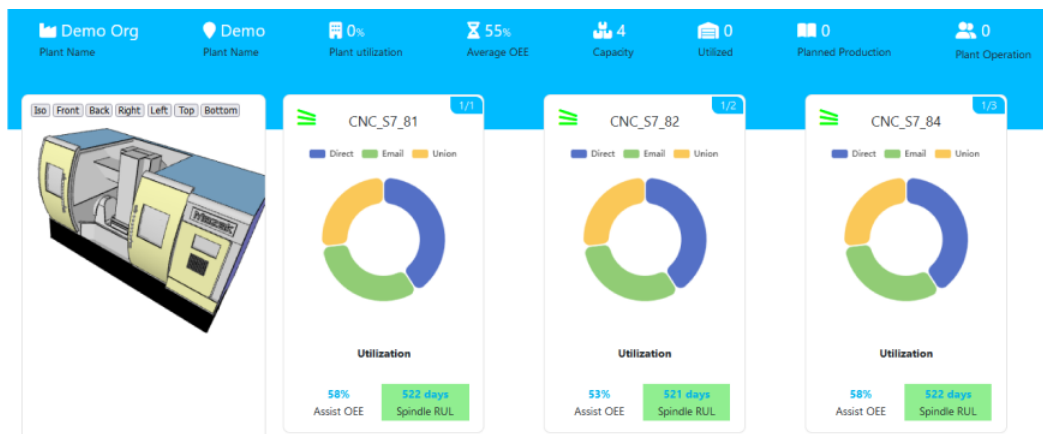 Demo Org
Plant Name
Demo
Plant Name
0%
Plant utilization
55%
Average OEE
4
Capacity
0
Utilized
0
Planned Production
0
Plant Operation
Iso Front Back Right Left Top Bottom
Mazak
1/1
CNC_S7_81
Direct Email Union
Utilization
58%
Assist OEE
522 days
Spindle RUL
1/2
CNC_S7_82
Direct Email Union
Utilization
53%
Assist OEE
521 days
Spindle RUL
1/3
CNC_S7_84
Direct Email Union
Utilization
58%
Assist OEE
522 days
Spindle RUL